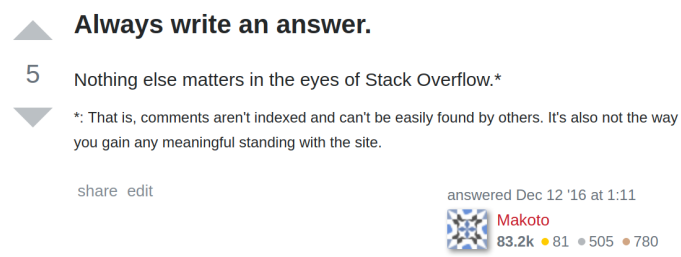 Always write an answer.
5
Nothing else matters in the eyes of Stack Overflow.*
*: That is, comments aren't indexed and can't be easily found by others. It's also not the way
you gain any meaningful standing with the site.
share edit
answered Dec 12 '16 at 1:11
Makoto
83.2k 81 505 780